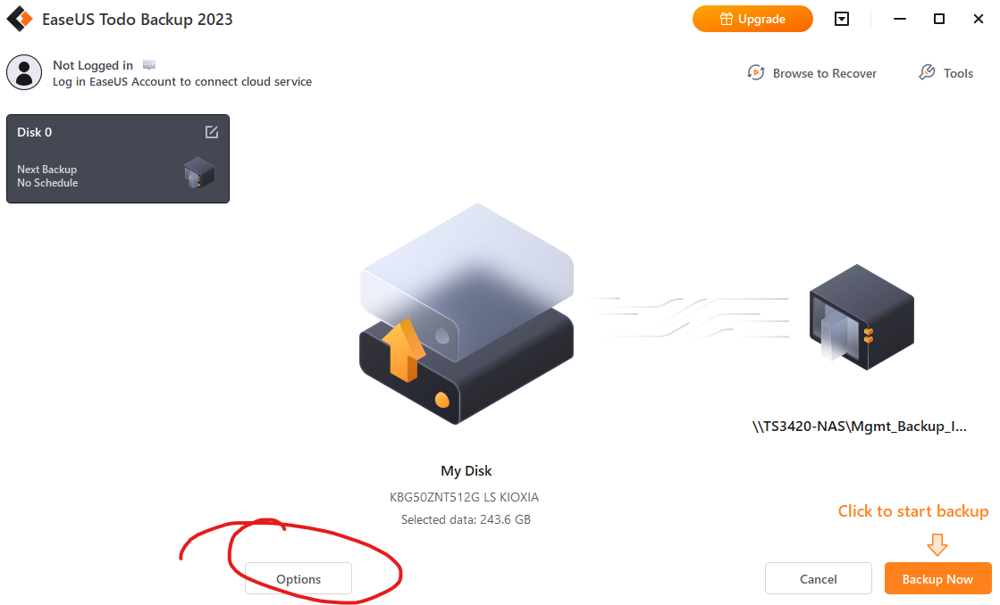 EaseUS Todo Backup 2023
Upgrade
Not Logged in
Log in EaseUS Account to connect cloud service
Browse to Recover
Tools
Disk 0
Next Backup
No Schedule
\\TS3420-NAS\Mgmt_Backup_I...
My Disk
KBG50ZNT512G LS KIOXIA
Selected data: 243.6 GB
Click to start backup
Options
Cancel
Backup Now